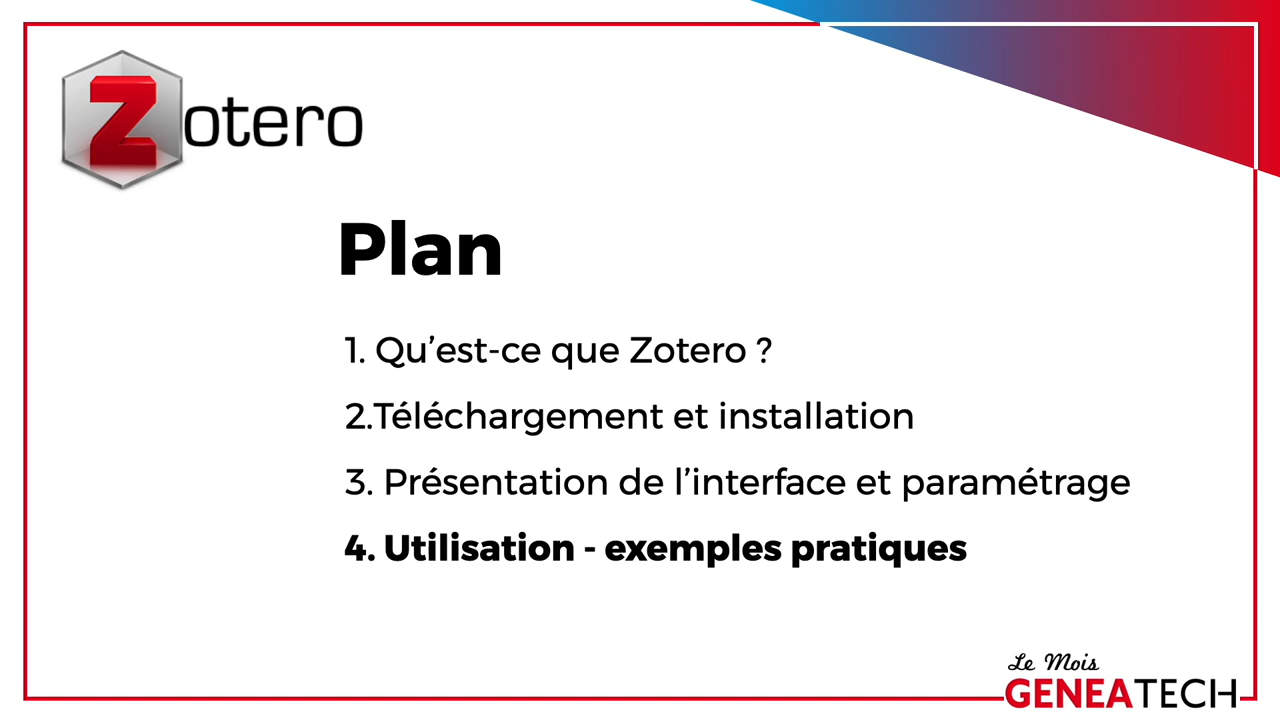 Zotero
Plan
1. Qu’est-ce que Zotero ?
2.Téléchargement et installation
3. Présentation de l’interface et paramétrage
4. Utilisation - exemples pratiques
Le Mois
GENEATECH